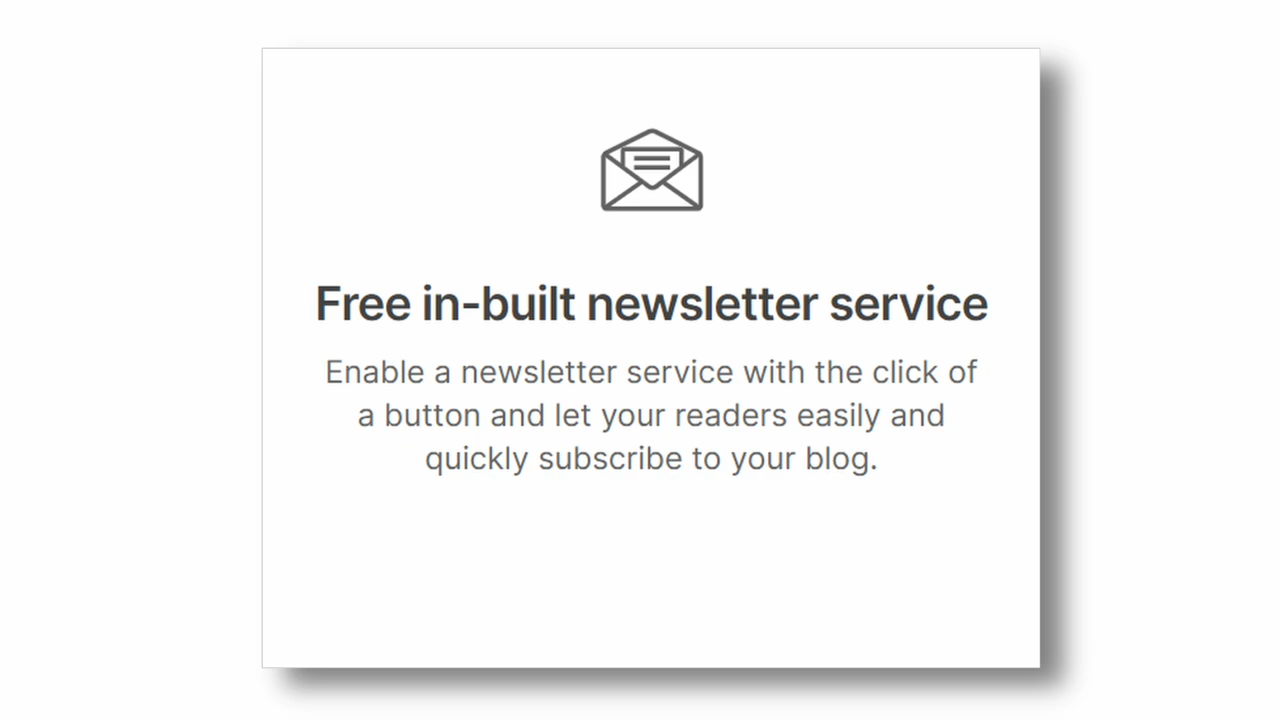 Free in-built newsletter service
Enable a newsletter service with the click of
a button and let your readers easily and
quickly subscribe to your blog.